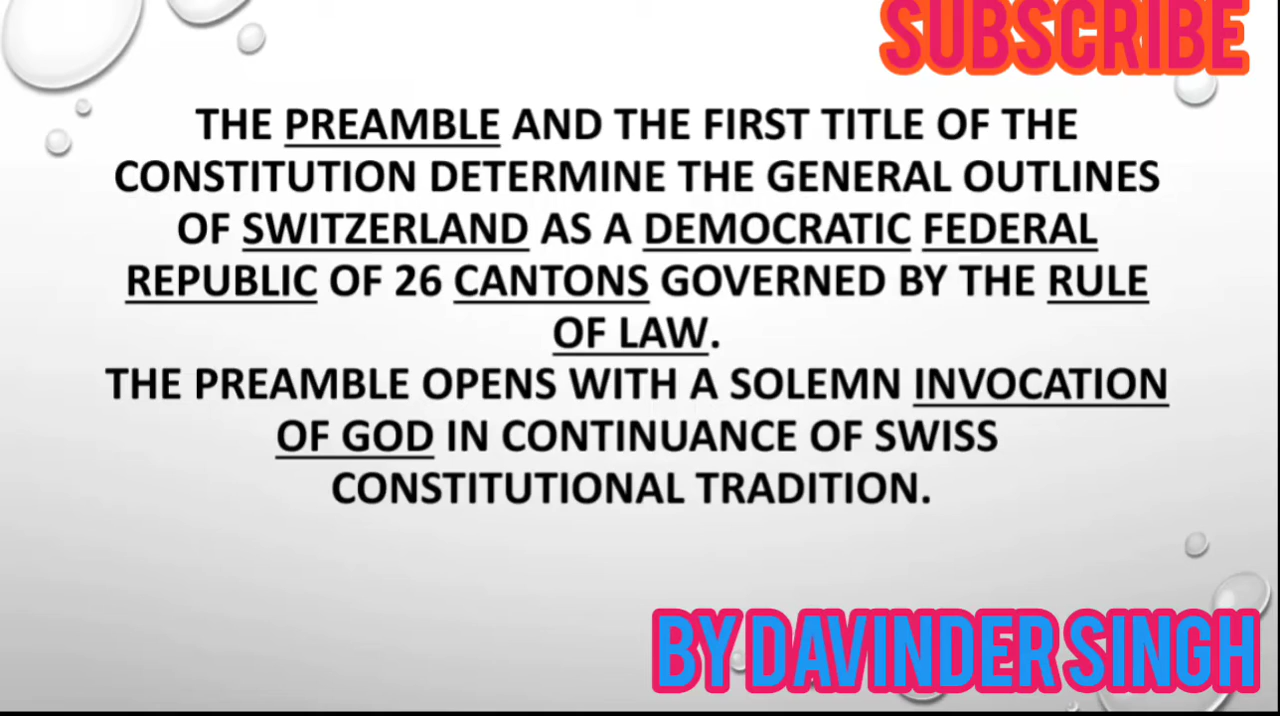 SUBSCRIBE
THE PREAMBLE AND THE FIRST TITLE OF THE
CONSTITUTION DETERMINE THE GENERAL OUTLINES
OF SWITZERLAND AS A DEMOCRATIC FEDERAL
REPUBLIC OF 26 CANTONS GOVERNED BY THE RULE
OF LAW.
THE PREAMBLE OPENS WITH A SOLEMN INVOCATION
OF GOD IN CONTINUANCE OF SWISS
CONSTITUTIONAL TRADITION.
BY DAVINDER SINGH